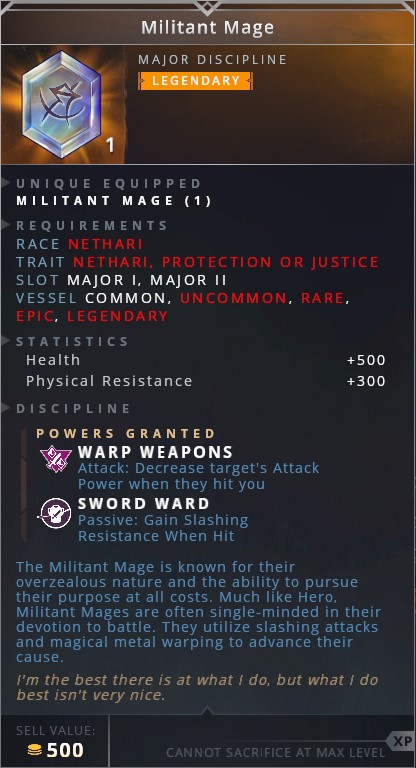 Militant Mage
MAJOR DISCIPLINE
LEGENDARY
1
UNIQUE EQUIPPED
MILITANT MAGE (1)
REQUIREMENTS
RACE NETHARI
TRAIT NETHARI, PROTECTION OR JUSTICE
SLOT MAJOR I, MAJOR II
VESSEL COMMON, UNCOMMON, RARE,
EPIC, LEGENDARY
STATISTICS
Health +500
Physical Resistance +300
DISCIPLINE
POWERS GRANTED
WARP WEAPONS
Attack: Decrease target's Attack
Power when they hit you
SWORD WARD
Passive: Gain Slashing
Resistance When Hit
The Militant Mage is known for their
overzealous nature and the ability to pursue
their purpose at all costs. Much like Hero,
Militant Mages are often single-minded in their
devotion to battle. They utilize slashing attacks
and magical metal warping to advance their
cause.
I'm the best there is at what I do, but what I do
best isn't very nice.
SELL VALUE:
500
XP
CANNOT SACRIFICE AT MAX LEVEL